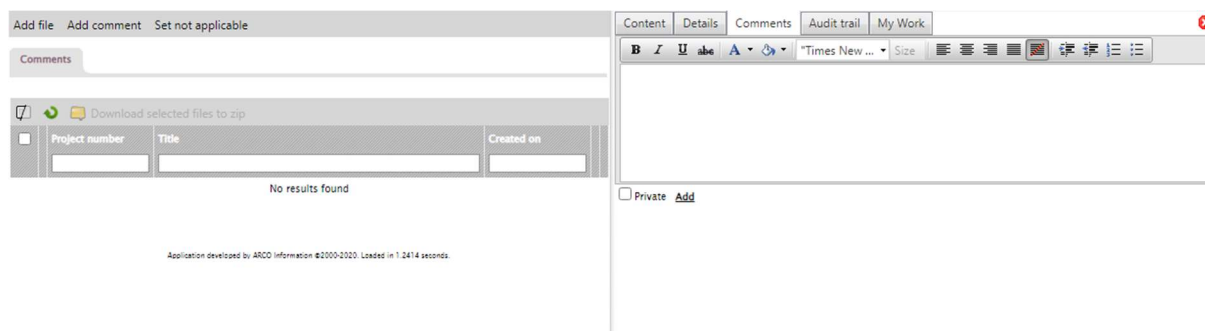 Add file Add comment Set not applicable
Comments
Download selected files to zip
Project number Title Created on
No results found
Application developed by ARCO Information ©2000-2020. Loaded in 1.2414 seconds.
Content Details Comments Audit trail My Work
B I U abc A "Times New ... Size
Private Add